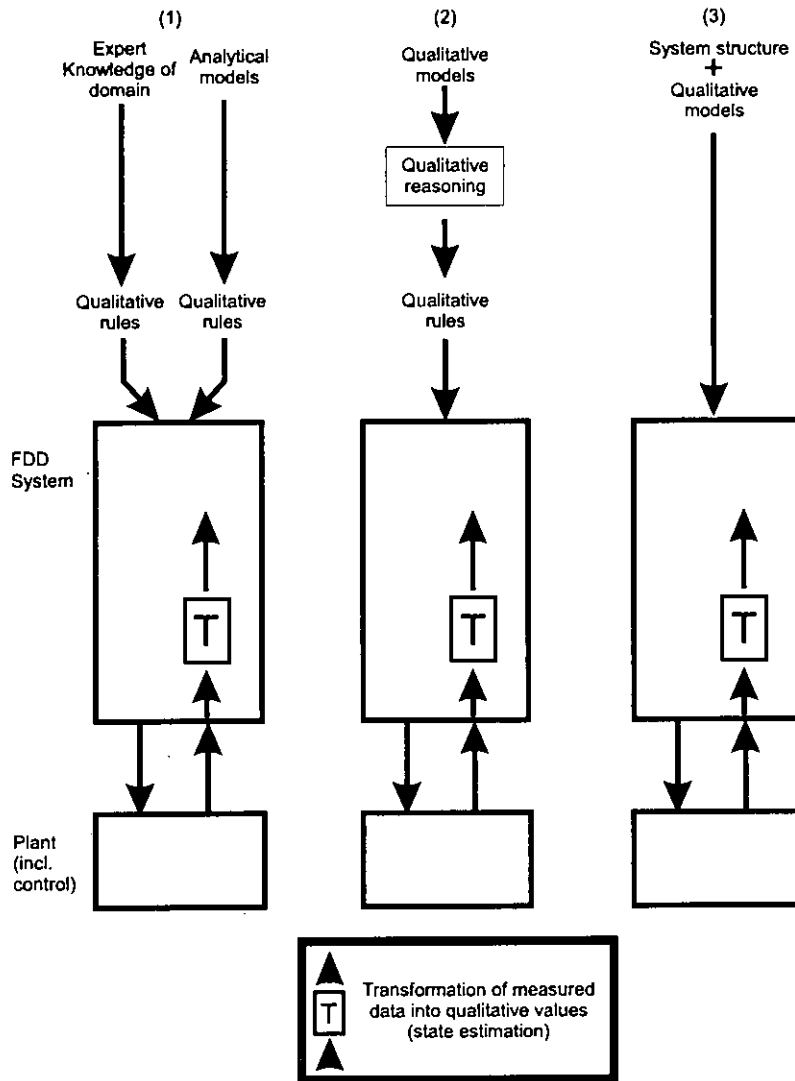 (1)
(2)
(3)
Expert
Knowledge of
domain
Analytical
models
Qualitative
models
System structure
+
Qualitative
models
Qualitative
reasoning
Qualitative
rules
Qualitative
rules
Qualitative
rules
FDD
System
T
T
T
Plant
(incl.
control)
T
Transformation of measured
data into qualitative values
(state estimation)